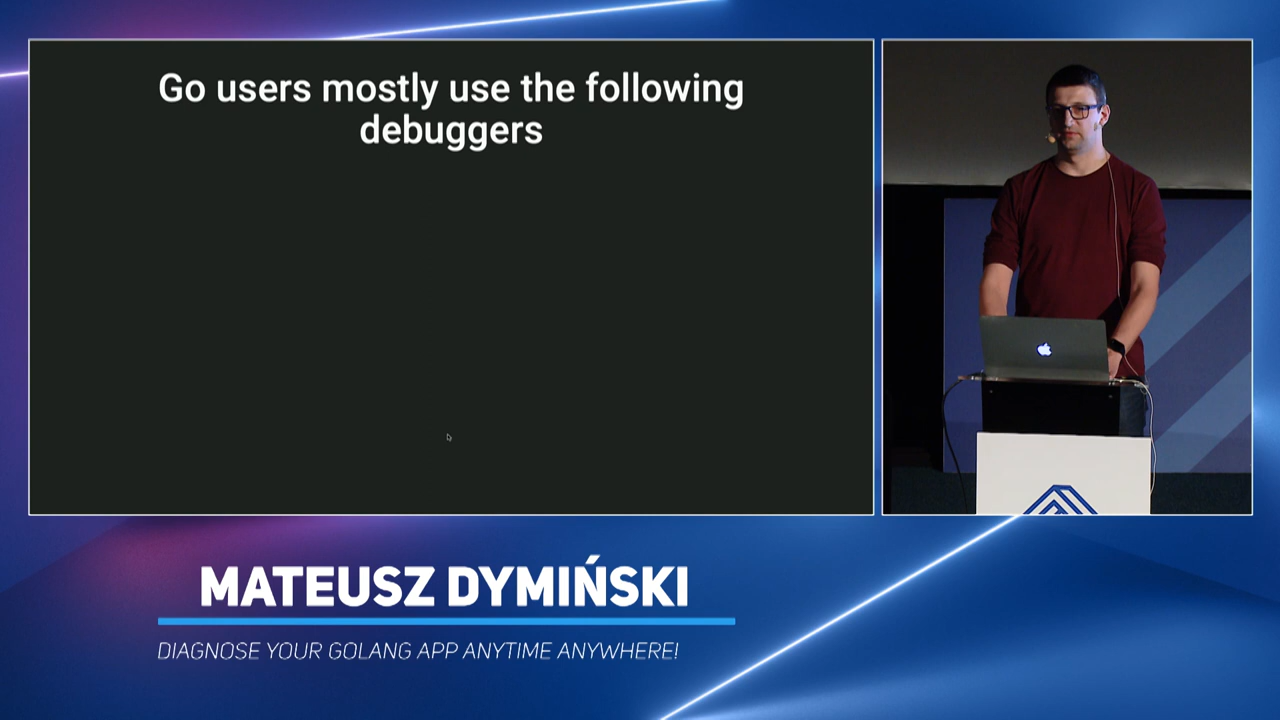 Go users mostly use the following
debuggers
MATEUSZ DYMIŃSKI
DIAGNOSE YOUR GOLANG APP ANYTIME ANYWHERE!